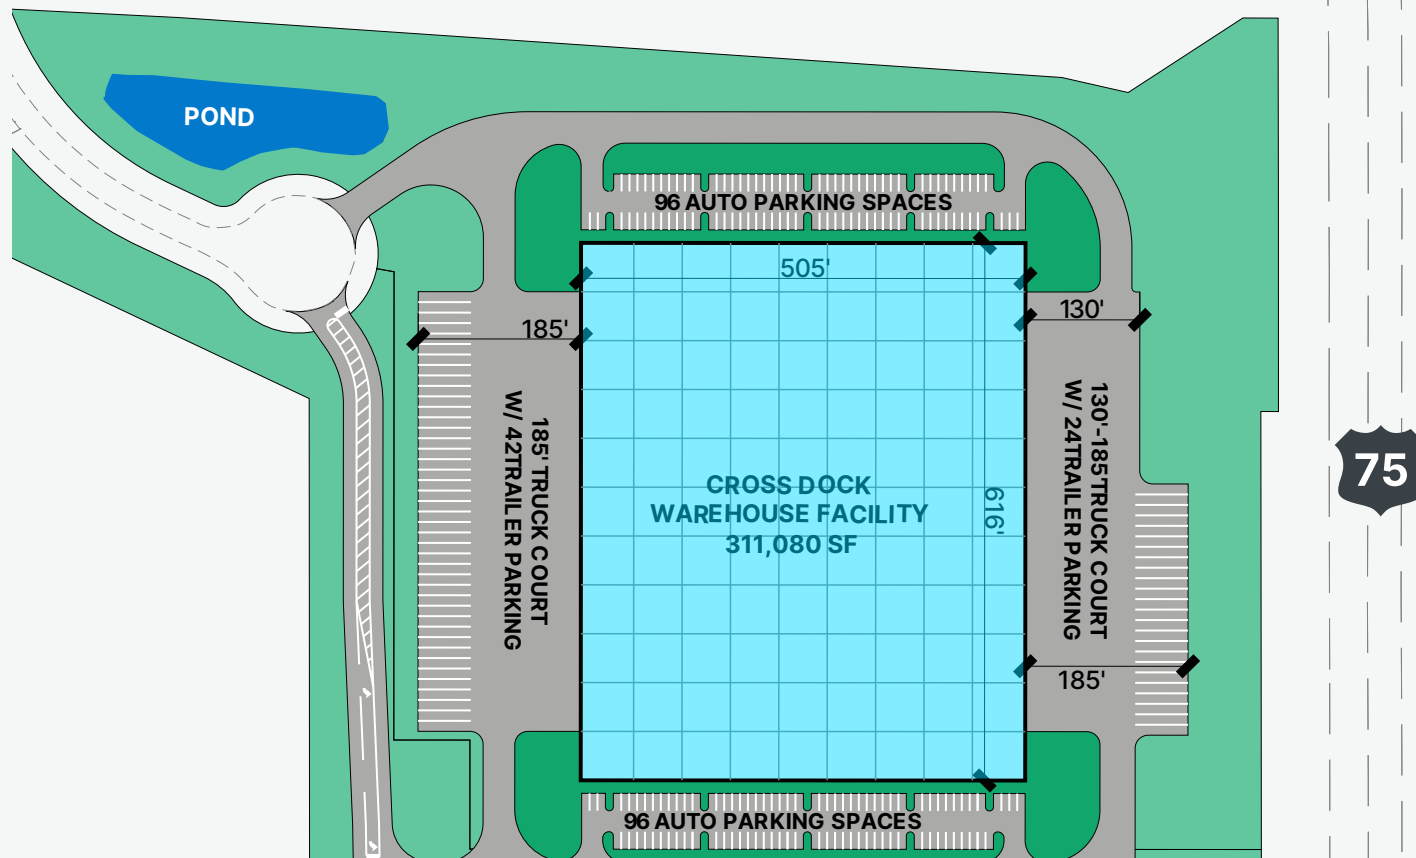 POND
96 AUTO PARKING SPACES
505'
130'
185'
185' TRUCK COURT
W/ 42TRAILER PARKING
CROSS DOCK
WAREHOUSE FACILITY
311,080 SF
616'
130'-185'TRUCK COURT
W/ 24TRAILER PARKING
75
185'
96 AUTO PARKING SPACES